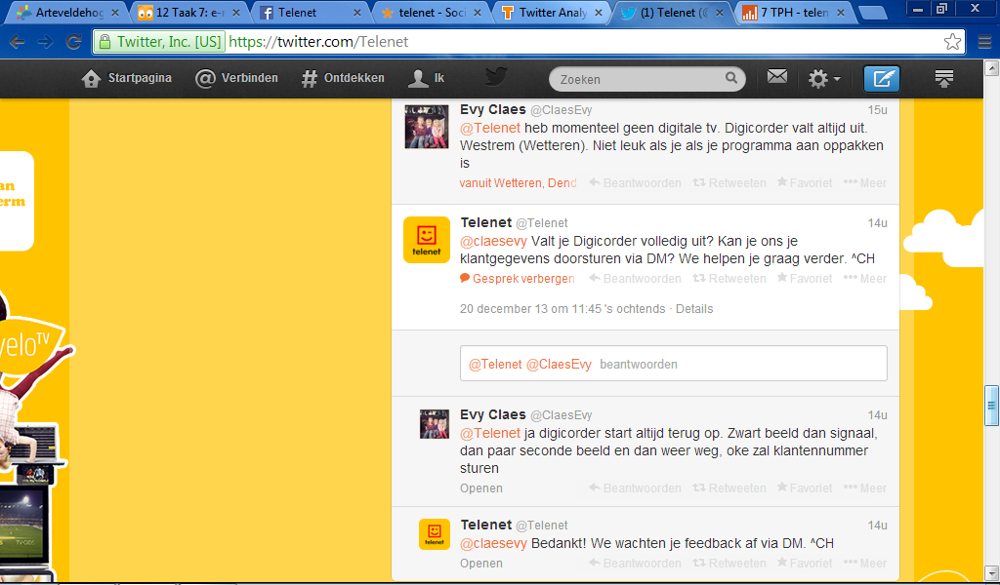 Arteveldehog
12 Taak 7: e-r
Telenet
telenet - Soci
Twitter Analy
(1) Telenet (@
7 TPH - telen
Twitter, Inc. [US] https://twitter.com/Telenet
Startpagina
Verbinden
Ontdekken
Ik
Zoeken
Evy Claes @ClaesEvy 15u
@Telenet heb momenteel geen digitale tv. Digicorder valt altijd uit.
Westrem (Wetteren). Niet leuk als je als je programma aan oppakken
is
vanuit Wetteren, Dend Beantwoorden Retweeten Favoriet Meer
an
erm
Telenet @Telenet 14u
@claesevy Valt je Digicorder volledig uit? Kan je ons je
klantgegevens doorsturen via DM? We helpen je graag verder. ^CH
telenet
Gesprek verbergen Beantwoorden Retweeten Favoriet Meer
20 december 13 om 11:45 's ochtends · Details
yelo TV
@Telenet @ClaesEvy beantwoorden
Evy Claes @ClaesEvy 14u
@Telenet ja digicorder start altijd terug op. Zwart beeld dan signaal,
dan paar seconde beeld en dan weer weg, oke zal klantennummer
sturen
Openen Beantwoorden Retweeten Favoriet Meer
Telenet @Telenet 14u
@claesevy Bedankt! We wachten je feedback af via DM. ^CH
telenet
Openen Beantwoorden Retweeten Favoriet Meer